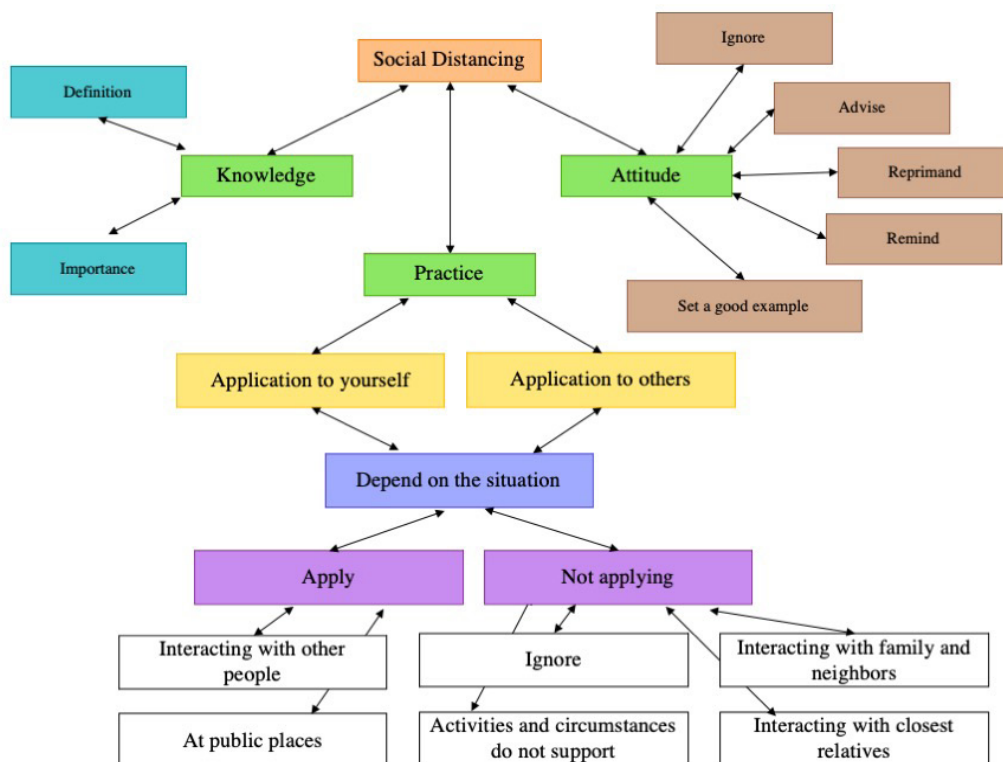 Social Distancing
Ignore
Definition
Advise
Knowledge
Attitude
Reprimand
Remind
Importance
Practice
Set a good example
Application to yourself
Application to others
Depend on the situation
Apply
Not applying
Interacting with other
people
Ignore
Interacting with family and
neighbors
At public places
Activities and circumstances
do not support
Interacting with closest
relatives